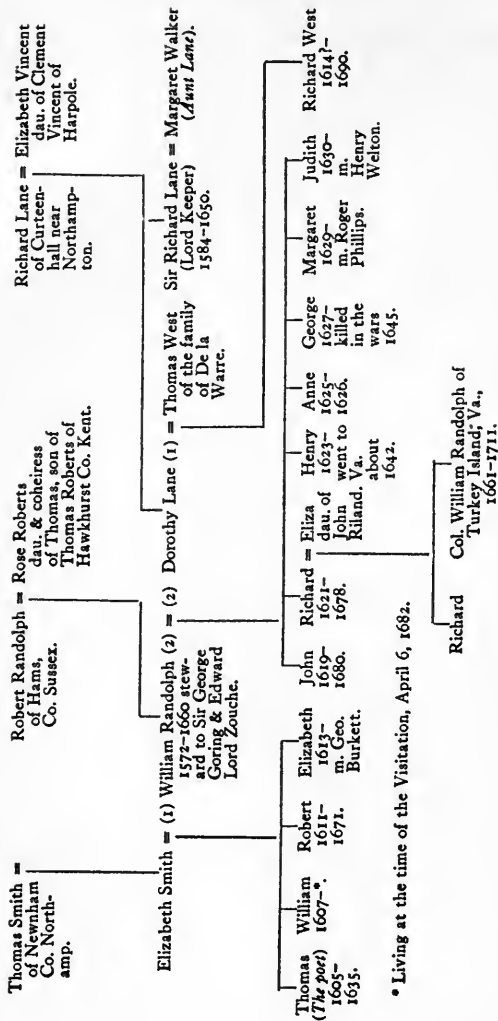 Thomas Smith =
of Newnham
Co. North-
amp.
Robert Randolph = Rose Roberts
of Hams,
Co. Sussex.
dau. & coheiress
of Thomas, son of
Thomas Roberts of
Hawkhurst Co. Kent.
Richard Lane = Elizabeth Vincent
of Curteen-
hall near
Northamp-
ton.
dau. of Clement
Vincent of
Harpole.
Elizabeth Smith = (1) William Randolph (2) = (2) Dorothy Lane (1) = Thomas West
1572–1660 stew-
ard to Sir George
Goring & Edward
Lord Zouche.
of the family
of De la
Warre.
Sir Richard Lane = Margaret Walker
(Lord Keeper)
1584–1650.
(Aunt Lane).
Thomas
(The poet)
1605–
1635.
William
1607–*.
Robert
1611–
1671.
Elizabeth
1613–
m. Geo.
Burkett.
John
1619–
1680.
Richard = Eliza
1621–
1678.
dau. of
John
Riland.
Henry
1623–
went to
Va.
about
1642.
Anne
1625–
1626.
George
1627–
killed
in the
wars
1645.
Margaret
1629–
m. Roger
Phillips.
Judith
1630–
m.
Henry
Welton.
Richard West
1614?–
1690.
Richard
Col. William Randolph of
Turkey Island, Va.,
1661–1711.
* Living at the time of the Visitation, April 6, 1682.